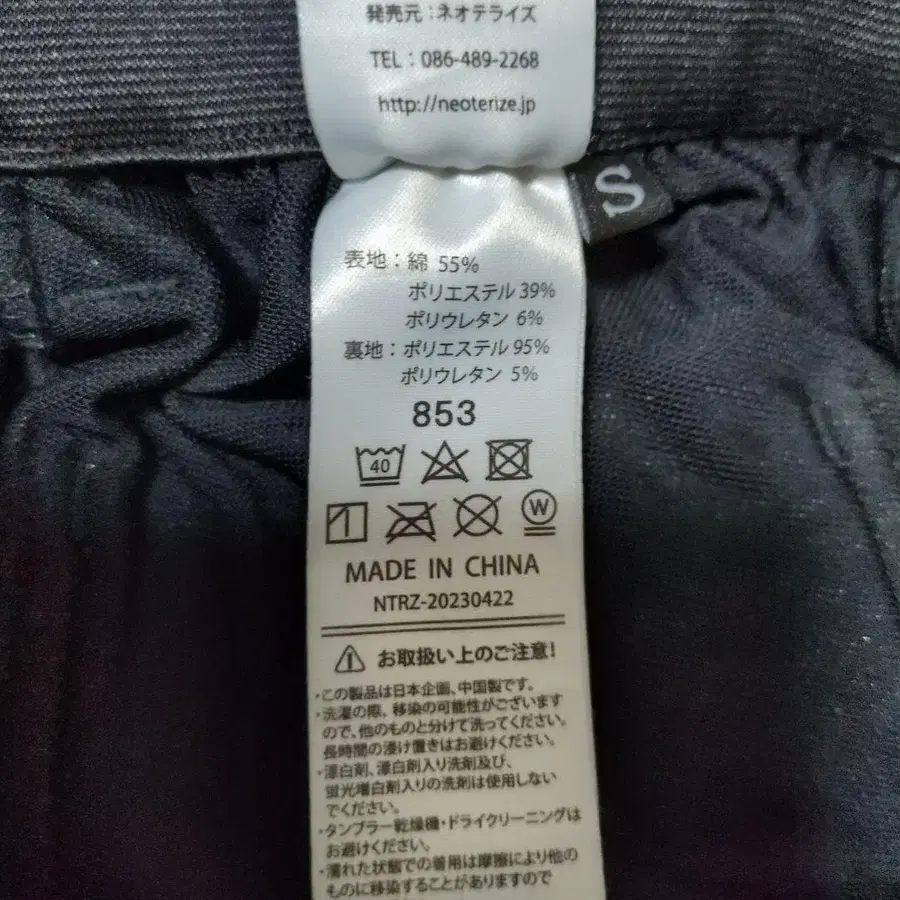 発売元：ネオテライズ
TEL：086-489-2268
http://neoterize.jp
S
表地：綿 55%
ポリエステル 39%
ポリウレタン 6%
裏地：ポリエステル 95%
ポリウレタン 5%
853
40
W
MADE IN CHINA
NTRZ-20230422
お取扱い上のご注意!
・この製品は日本企画、中国製です。
・洗濯の際、移染の可能性がございます
ので、他のものと分けて洗ってください。
長時間の漬け置きはお避けください。
・漂白剤、漂白剤入り洗剤及び、
蛍光増白剤入りの洗剤は使用しない
でください。
・タンブラー乾燥機・ドライクリーニングは
お避けください。
・濡れた状態での着用は摩擦により他の
ものに移染することがありますので